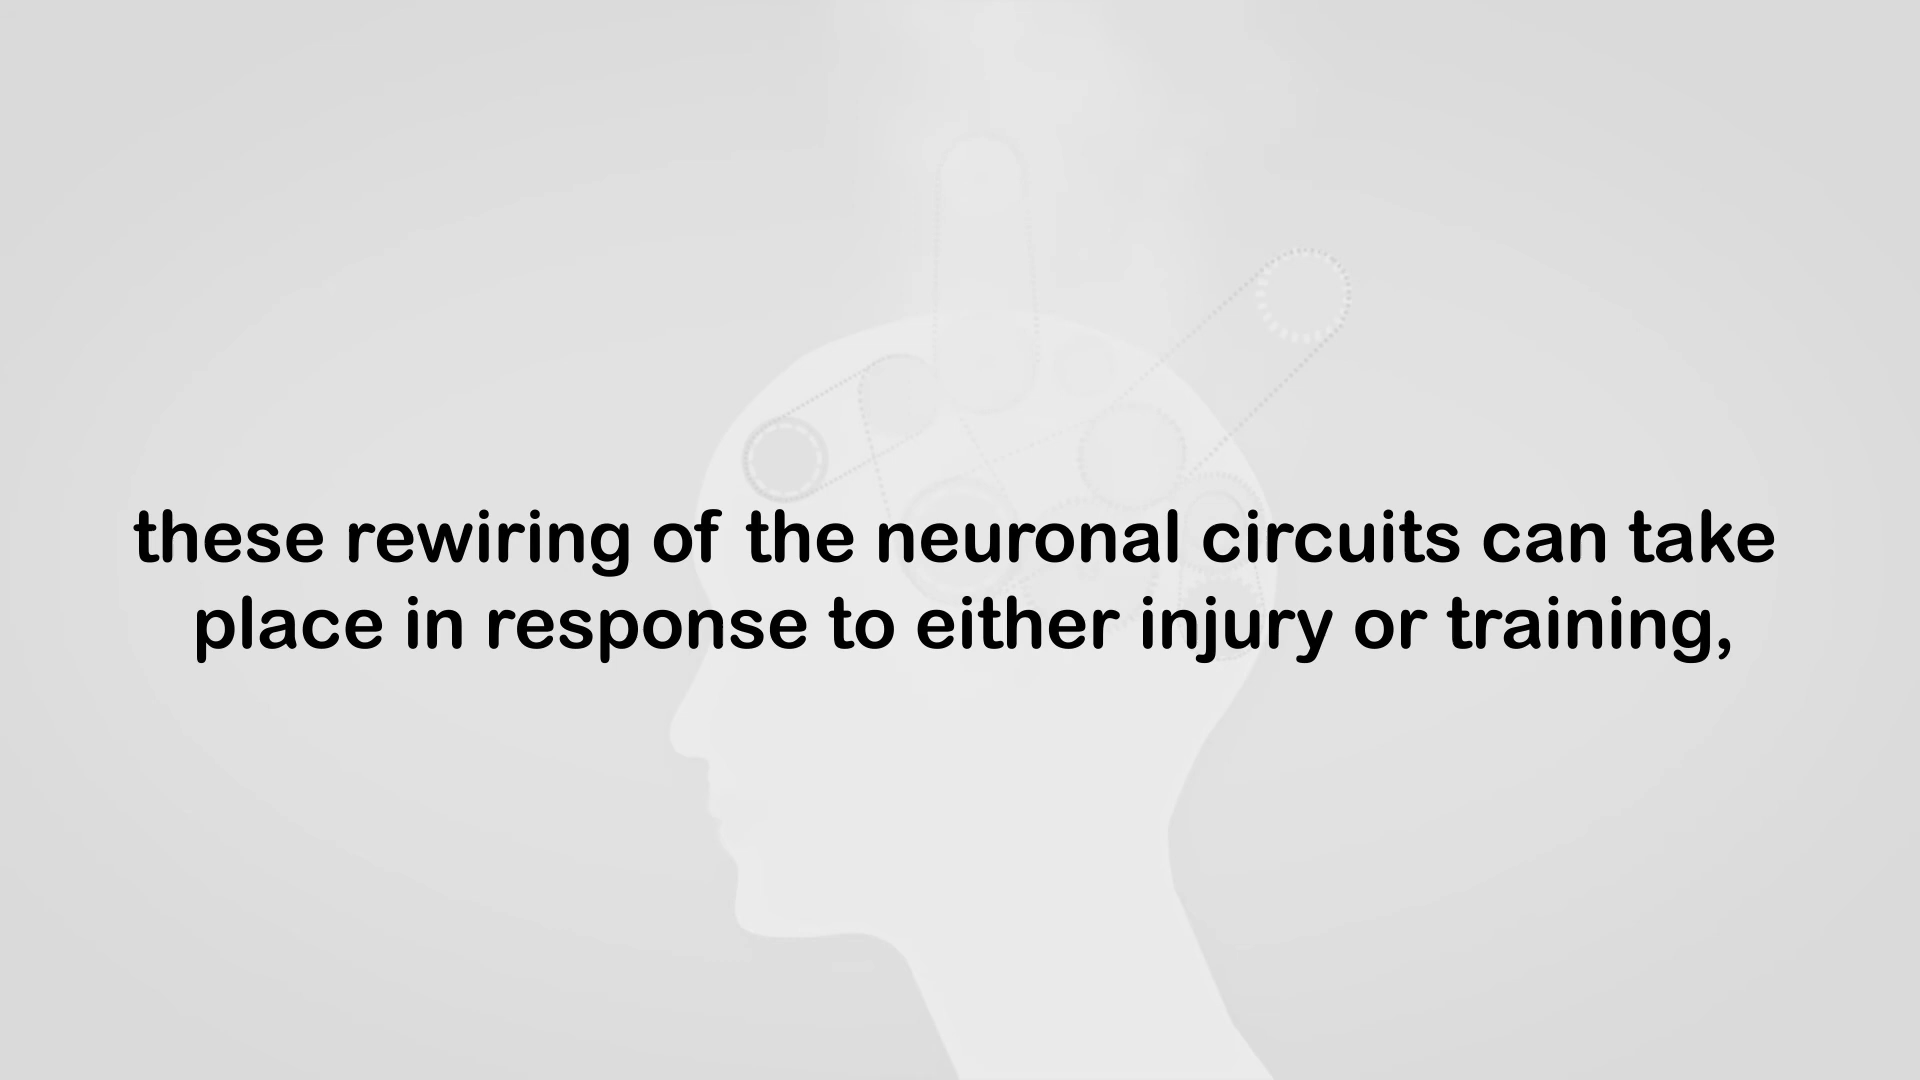 these rewiring of the neuronal circuits can take
place in response to either injury or training,